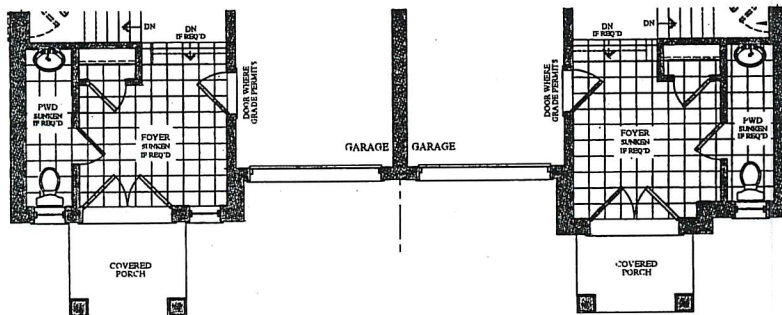 DN
DN
IF REQ'D
DOOR WHERE
GRADE PERMITS
PWD
SUNKEN
IF REQ'D
FOYER
SUNKEN
IF REQ'D
GARAGE
COVERED
PORCH
DN
IF REQ'D
DN
DOOR WHERE
GRADE PERMITS
GARAGE
FOYER
SUNKEN
IF REQ'D
PWD
SUNKEN
IF REQ'D
COVERED
PORCH